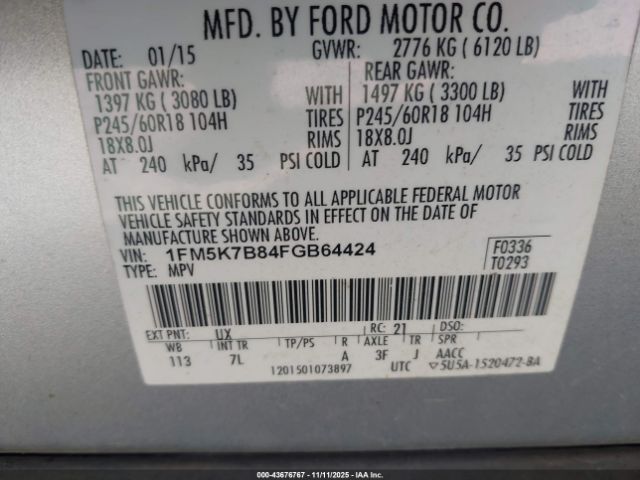 MFD. BY FORD MOTOR CO.
DATE: 01/15 GVWR: 2776 KG ( 6120 LB)
FRONT GAWR: REAR GAWR:
1397 KG ( 3080 LB) WITH 1497 KG ( 3300 LB) WITH
P245/60R18 104H TIRES P245/60R18 104H TIRES
18X8.0J RIMS 18X8.0J RIMS
AT 240 kPa/ 35 PSI COLD AT 240 kPa/ 35 PSI COLD
THIS VEHICLE CONFORMS TO ALL APPLICABLE FEDERAL MOTOR
VEHICLE SAFETY STANDARDS IN EFFECT ON THE DATE OF
MANUFACTURE SHOWN ABOVE.
VIN: 1FM5K7B84FGB64424 F0336
TYPE: MPV T0293
EXT PNT: UX RC: 21 DSO:
WB INT TR TP/PS R AXLE TR SPR
113 7L A 3F J AACC
1201501073897 UTC ▽5U5A-1520472-BA
000-43676767 - 11/11/2025 - IAA Inc.